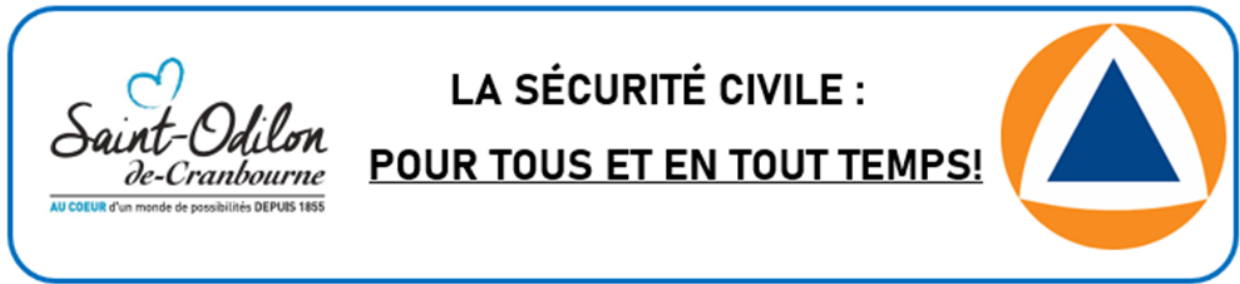 Saint-Odilon
de-Cranbourne
AU COEUR d'un monde de possibilités DEPUIS 1855
LA SÉCURITÉ CIVILE :
POUR TOUS ET EN TOUT TEMPS!